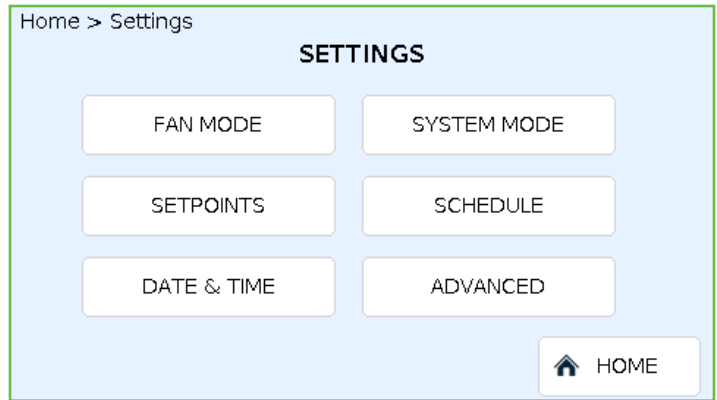 Home > Settings
SETTINGS
FAN MODE
SYSTEM MODE
SETPOINTS
SCHEDULE
DATE & TIME
ADVANCED
HOME